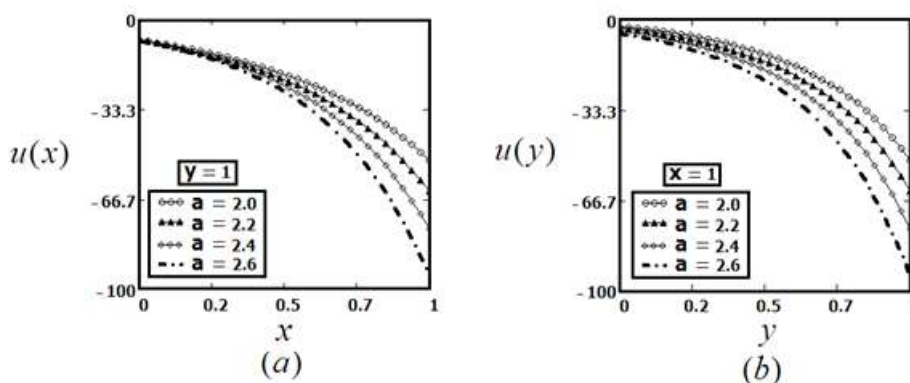 0
-33.3
u(x)
-66.7
-100
y = 1
a = 2.0
a = 2.2
a = 2.4
a = 2.6
0 0.2 0.5 0.7 1
x
(a)
0
-33.3
u(y)
-66.7
-100
x = 1
a = 2.0
a = 2.2
a = 2.4
a = 2.6
0 0.2 0.5 0.7
y
(b)